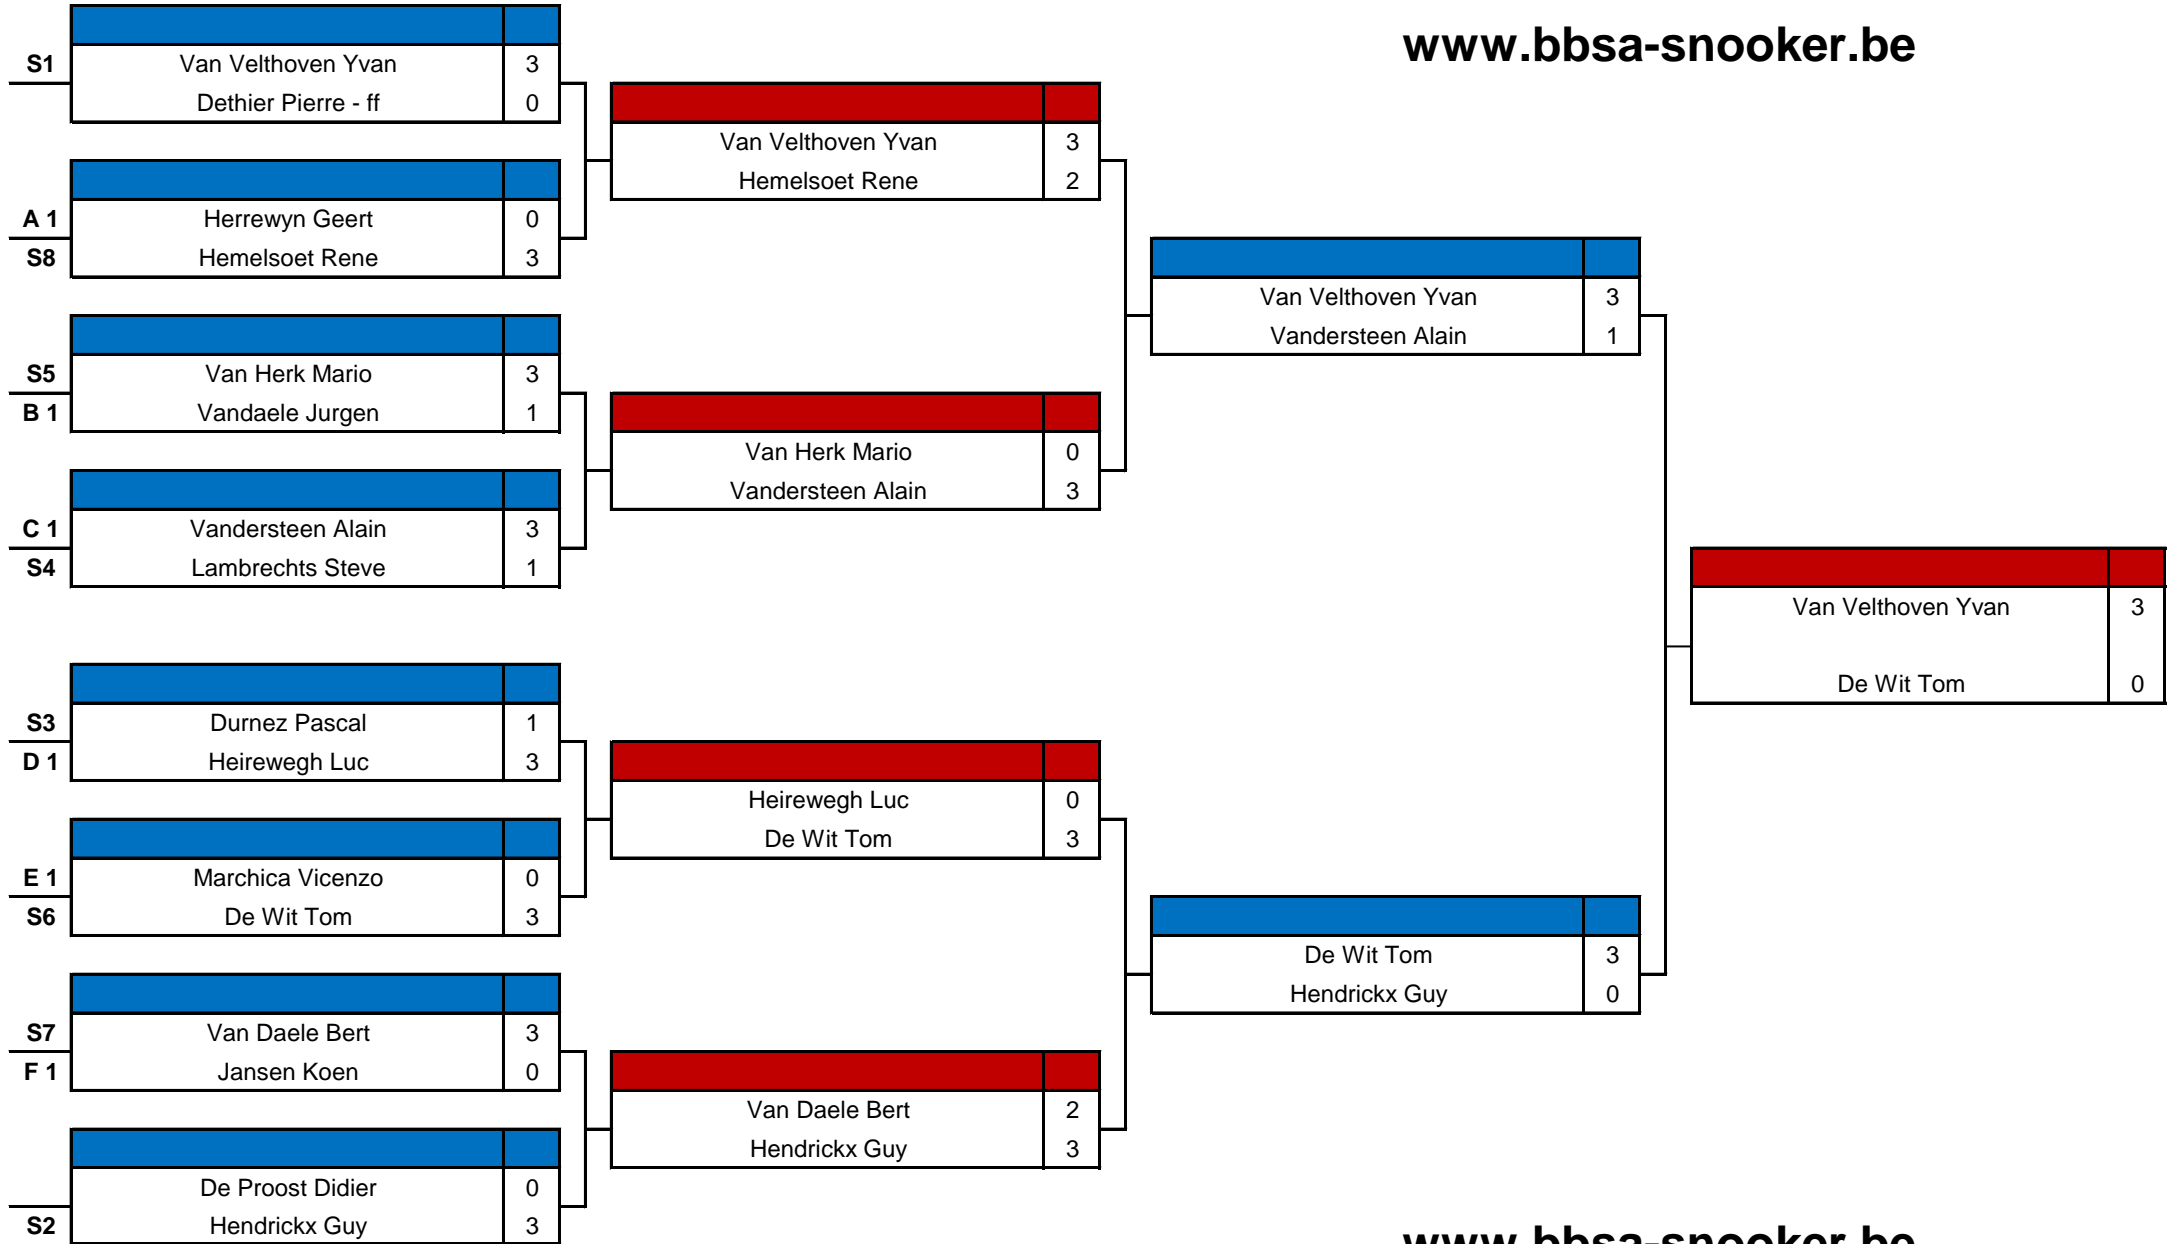 www.bbsa-snooker.be
S1 Van Velthoven Yvan 3
Dethier Pierre - ff 0
A 1 Herrewyn Geert 0
S8 Hemelsoet Rene 3
S5 Van Herk Mario 3
B 1 Vandaele Jurgen 1
C 1 Vandersteen Alain 3
S4 Lambrechts Steve 1
S3 Durnez Pascal 1
D 1 Heirewegh Luc 3
E 1 Marchica Vicenzo 0
S6 De Wit Tom 3
S7 Van Daele Bert 3
F 1 Jansen Koen 0
De Proost Didier 0
S2 Hendrickx Guy 3
Van Velthoven Yvan 3
Hemelsoet Rene 2
Van Herk Mario 0
Vandersteen Alain 3
Heirewegh Luc 0
De Wit Tom 3
Van Daele Bert 2
Hendrickx Guy 3
Van Velthoven Yvan 3
Vandersteen Alain 1
De Wit Tom 3
Hendrickx Guy 0
Van Velthoven Yvan 3
De Wit Tom 0
www.bbsa-snooker.be